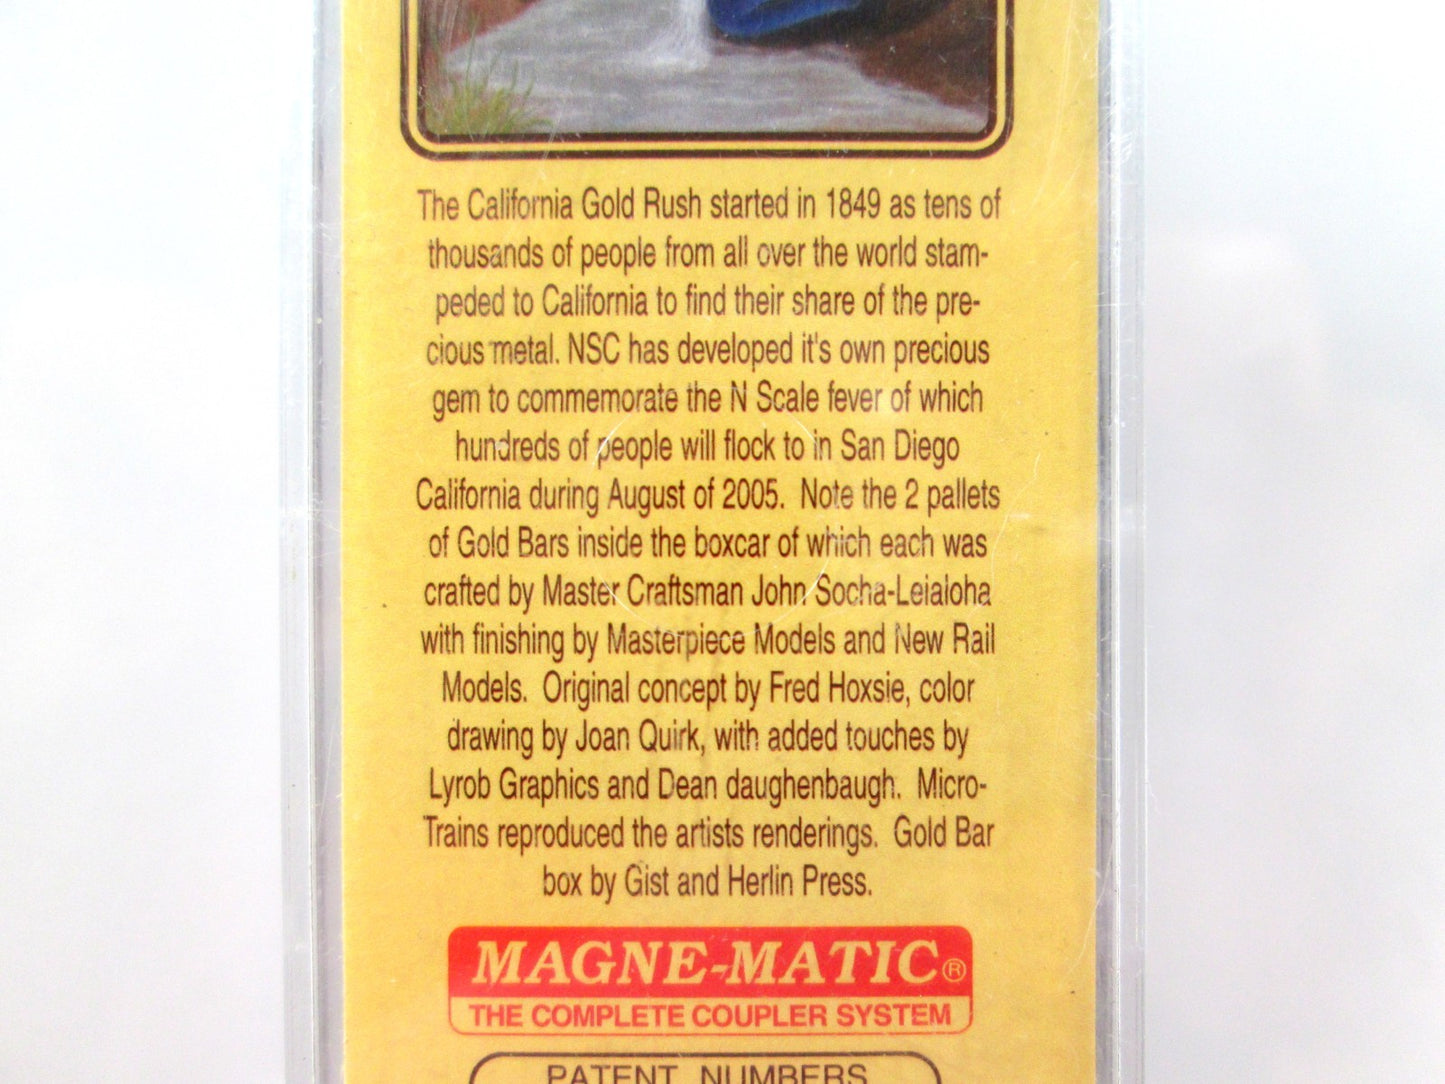 The California Gold Rush started in 1849 as tens of
thousands of people from all over the world stam-
peded to California to find their share of the pre-
cious metal. NSC has developed it's own precious
gem to commemorate the N Scale fever of which
hundreds of people will flock to in San Diego
California during August of 2005. Note the 2 pallets
of Gold Bars inside the boxcar of which each was
crafted by Master Craftsman John Socha-Leialoha
with finishing by Masterpiece Models and New Rail
Models. Original concept by Fred Hoxsie, color
drawing by Joan Quirk, with added touches by
Lyrob Graphics and Dean daughenbaugh. Micro-
Trains reproduced the artists renderings. Gold Bar
box by Gist and Herlin Press.
MAGNE-MATIC®
THE COMPLETE COUPLER SYSTEM
PATENT NUMBERS